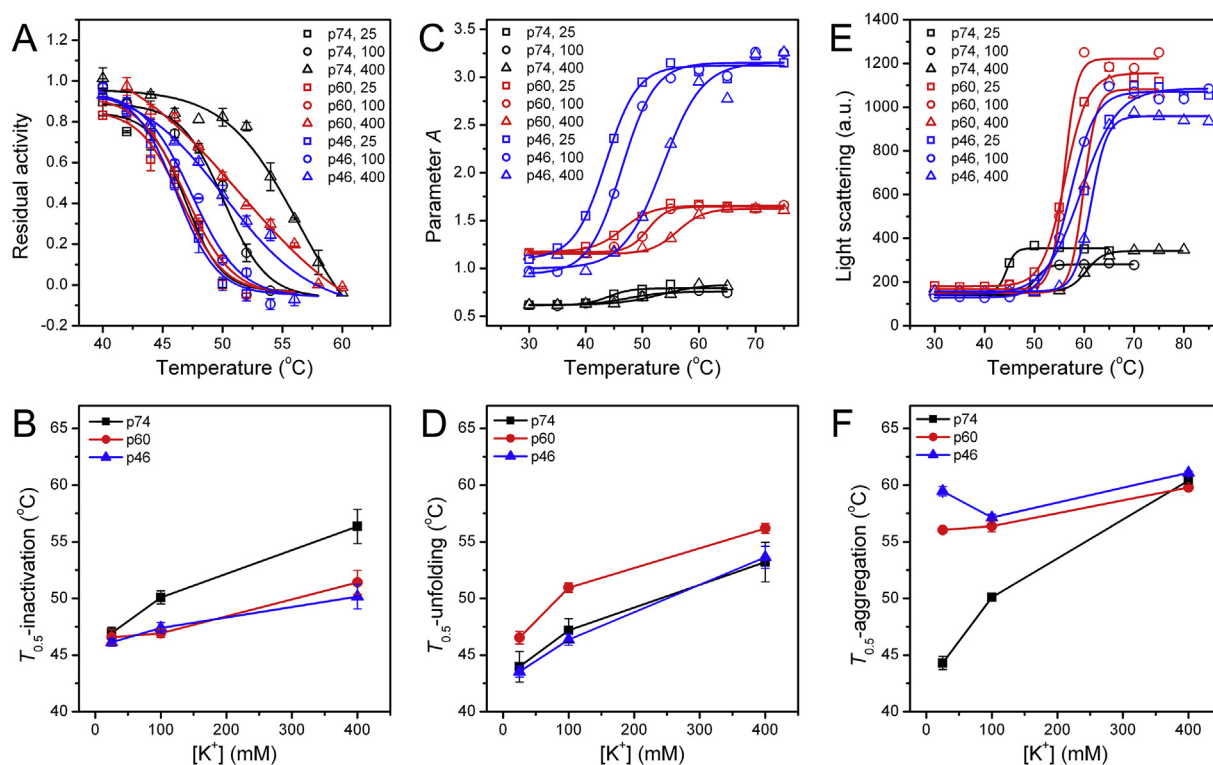 A
Residual activity
1.2
1.0
0.8
0.6
0.4
0.2
0.0
-0.2
40 45 50 55 60
Temperature (°C)
p74, 25
p74, 100
p74, 400
p60, 25
p60, 100
p60, 400
p46, 25
p46, 100
p46, 400
C
Parameter A
3.5
3.0
2.5
2.0
1.5
1.0
0.5
30 40 50 60 70
Temperature (°C)
p74, 25
p74, 100
p74, 400
p60, 25
p60, 100
p60, 400
p46, 25
p46, 100
p46, 400
E
Light scattering (a.u.)
1400
1200
1000
800
600
400
200
0
30 40 50 60 70 80
Temperature (°C)
p74, 25
p74, 100
p74, 400
p60, 25
p60, 100
p60, 400
p46, 25
p46, 100
p46, 400
B
T0.5-inactivation (°C)
65
60
55
50
45
40
0 100 200 300 400
[K+] (mM)
p74
p60
p46
D
T0.5-unfolding (°C)
65
60
55
50
45
40
0 100 200 300 400
[K+] (mM)
p74
p60
p46
F
T0.5-aggregation (°C)
65
60
55
50
45
40
0 100 200 300 400
[K+] (mM)
p74
p60
p46